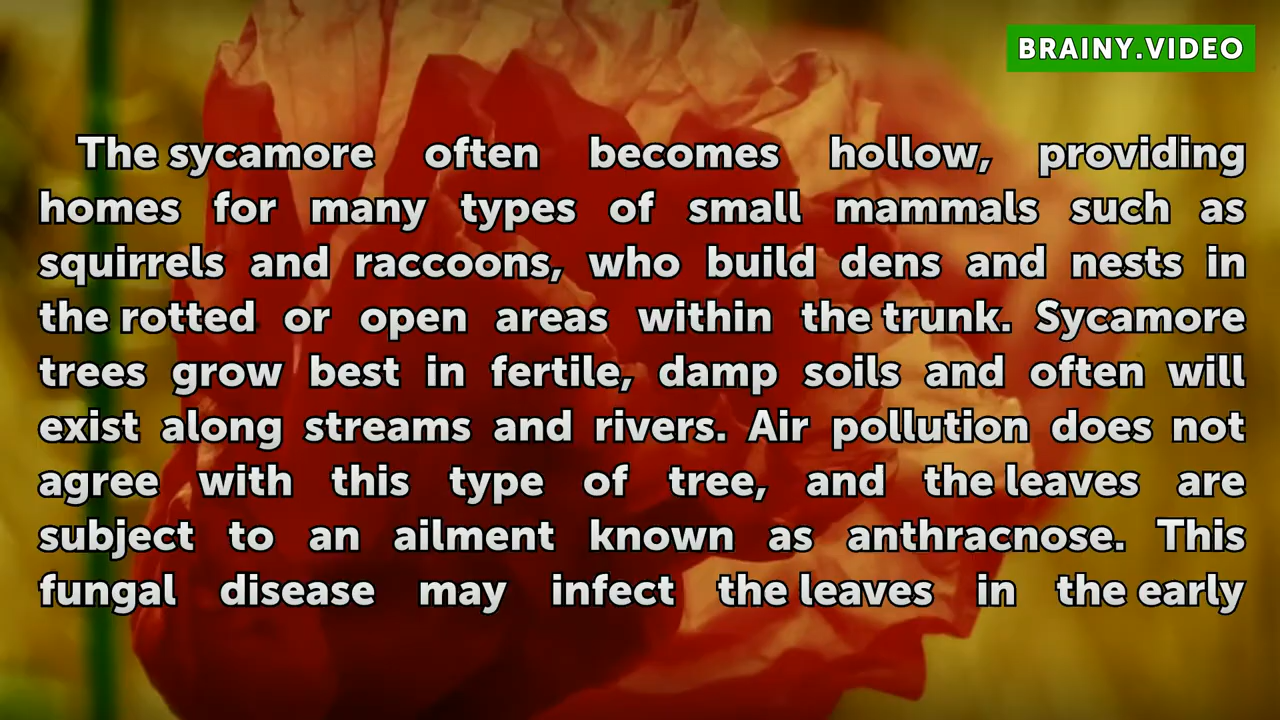 BRAINY.VIDEO
The sycamore often becomes hollow, providing
homes for many types of small mammals such as
squirrels and raccoons, who build dens and nests in
the rotted or open areas within the trunk. Sycamore
trees grow best in fertile, damp soils and often will
exist along streams and rivers. Air pollution does not
agree with this type of tree, and the leaves are
subject to an ailment known as anthracnose. This
fungal disease may infect the leaves in the early